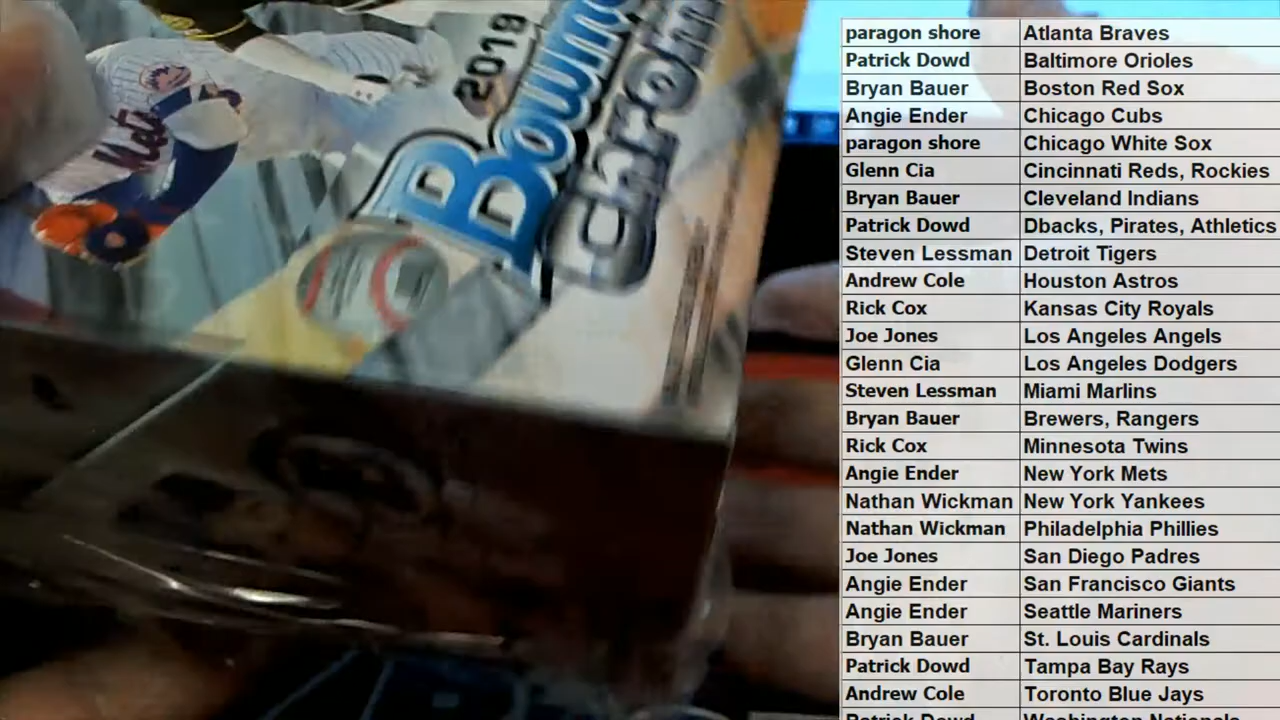 2019
Bowman
Chrome
Mets
paragon shore Atlanta Braves
Patrick Dowd Baltimore Orioles
Bryan Bauer Boston Red Sox
Angie Ender Chicago Cubs
paragon shore Chicago White Sox
Glenn Cia Cincinnati Reds, Rockies
Bryan Bauer Cleveland Indians
Patrick Dowd Dbacks, Pirates, Athletics
Steven Lessman Detroit Tigers
Andrew Cole Houston Astros
Rick Cox Kansas City Royals
Joe Jones Los Angeles Angels
Glenn Cia Los Angeles Dodgers
Steven Lessman Miami Marlins
Bryan Bauer Brewers, Rangers
Rick Cox Minnesota Twins
Angie Ender New York Mets
Nathan Wickman New York Yankees
Nathan Wickman Philadelphia Phillies
Joe Jones San Diego Padres
Angie Ender San Francisco Giants
Angie Ender Seattle Mariners
Bryan Bauer St. Louis Cardinals
Patrick Dowd Tampa Bay Rays
Andrew Cole Toronto Blue Jays
Patrick Dowd Washington Nationals